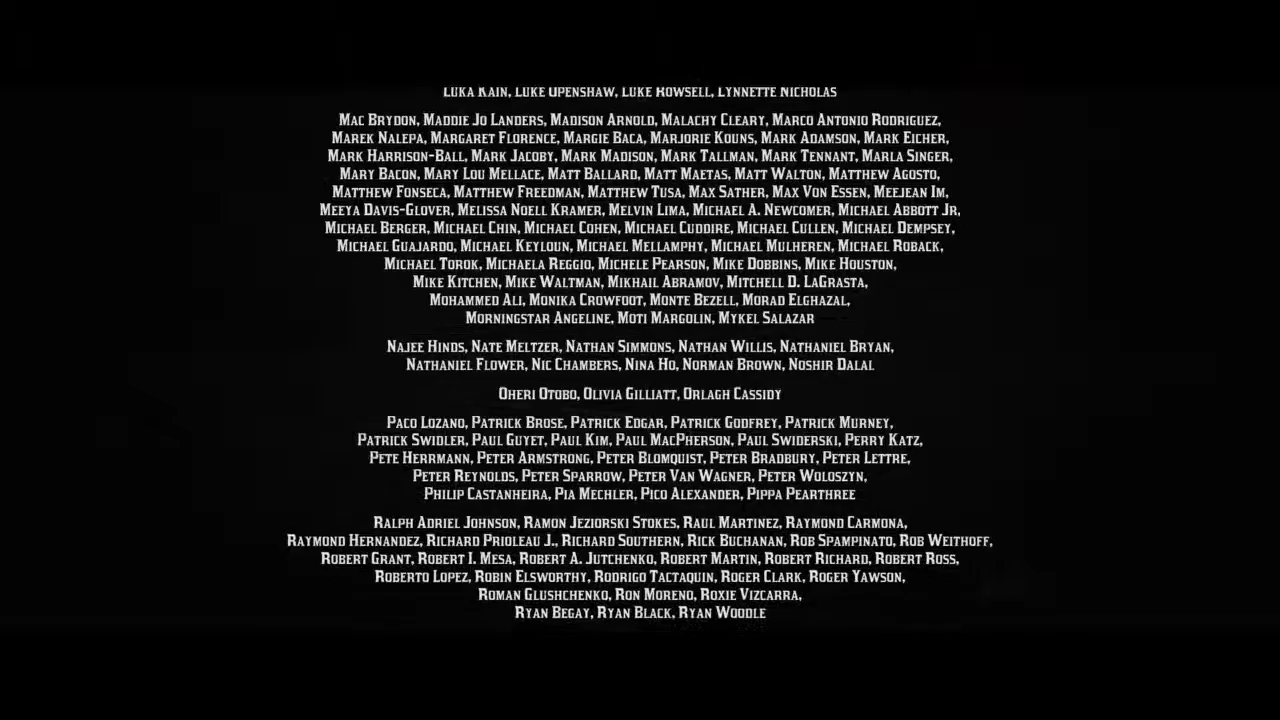 Luka Kain, Luke Openshaw, Luke Rowsell, Lynnette Nicholas
Mac Brydon, Maddie Jo Landers, Madison Arnold, Malachy Cleary, Marco Antonio Rodriguez,
Marek Nalepa, Margaret Florence, Margie Baca, Marjorie Kouns, Mark Adamson, Mark Eicher,
Mark Harrison-Ball, Mark Jacoby, Mark Madison, Mark Tallman, Mark Tennant, Marla Singer,
Mary Bacon, Mary Lou Mellace, Matt Ballard, Matt Maetas, Matt Walton, Matthew Agosto,
Matthew Fonseca, Matthew Freedman, Matthew Tusa, Max Sather, Max Von Essen, Meejean Im,
Meeya Davis-Glover, Melissa Noell Kramer, Melvin Lima, Michael A. Newcomer, Michael Abbott Jr,
Michael Berger, Michael Chin, Michael Cohen, Michael Cuddire, Michael Cullen, Michael Dempsey,
Michael Guajardo, Michael Keyloun, Michael Mellamphy, Michael Mulheren, Michael Roback,
Michael Torok, Michaela Reggio, Michele Pearson, Mike Dobbins, Mike Houston,
Mike Kitchen, Mike Waltman, Mikhail Abramov, Mitchell D. LaGrasta,
Mohammed Ali, Monika Crowfoot, Monte Bezell, Morad Elghazal,
Morningstar Angeline, Moti Margolin, Mykel Salazar
Najee Hinds, Nate Meltzer, Nathan Simmons, Nathan Willis, Nathaniel Bryan,
Nathaniel Flower, Nic Chambers, Nina Ho, Norman Brown, Noshir Dalal
Oheri Otobo, Olivia Gilliatt, Orlagh Cassidy
Paco Lozano, Patrick Brose, Patrick Edgar, Patrick Godfrey, Patrick Murney,
Patrick Swidler, Paul Guyet, Paul Kim, Paul MacPherson, Paul Swiderski, Perry Katz,
Pete Herrmann, Peter Armstrong, Peter Blomquist, Peter Bradbury, Peter Lettre,
Peter Reynolds, Peter Sparrow, Peter Van Wagner, Peter Woloszyn,
Philip Castanheira, Pia Mechler, Pico Alexander, Pippa Pearthree
Ralph Adriel Johnson, Ramon Jeziorski Stokes, Raul Martinez, Raymond Carmona,
Raymond Hernandez, Richard Prioleau J., Richard Southern, Rick Buchanan, Rob Spampinato, Rob Weithoff,
Robert Grant, Robert I. Mesa, Robert A. Jutchenko, Robert Martin, Robert Richard, Robert Ross,
Roberto Lopez, Robin Elsworthy, Rodrigo Tactaquin, Roger Clark, Roger Yawson,
Roman Glushchenko, Ron Moreno, Roxie Vizcarra,
Ryan Begay, Ryan Black, Ryan Woodle